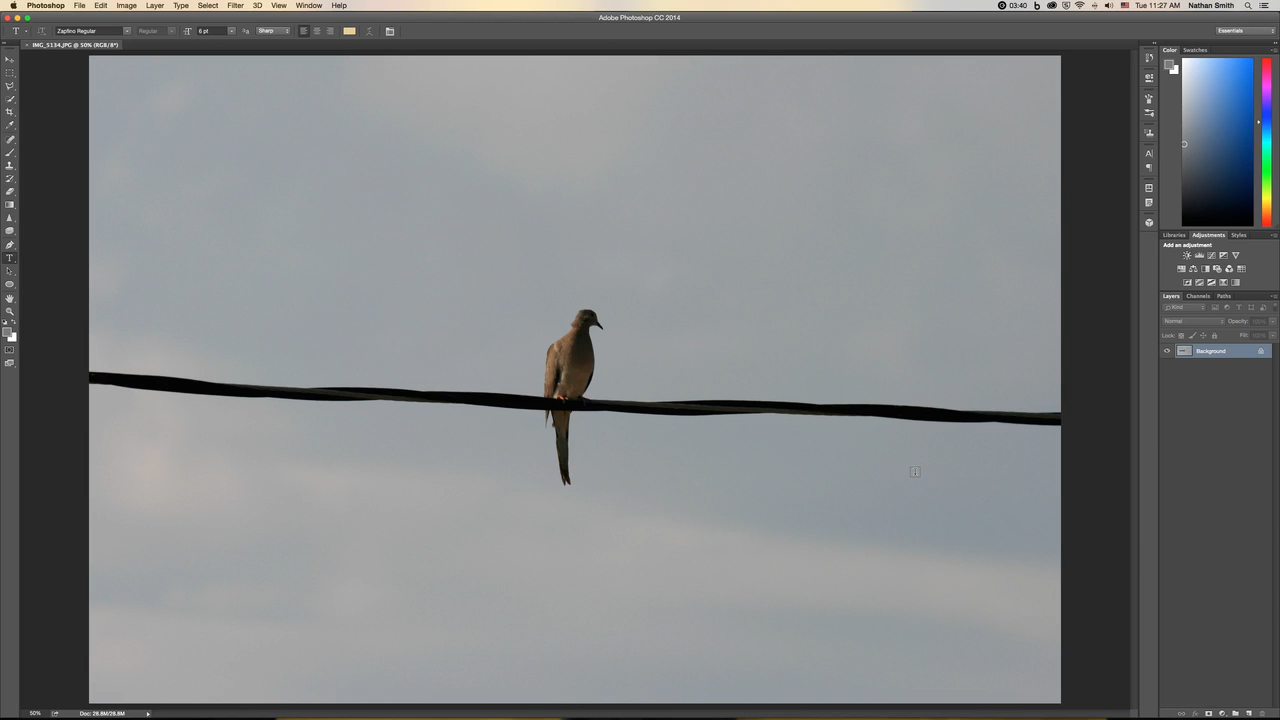 Photoshop File Edit Image Layer Type Select Filter 3D View Window Help 03:40 Tue 11:27 AM Nathan Smith
Adobe Photoshop CC 2014
Zapfino Regular Regular 6 pt Sharp Essentials
IMG_5134.JPG @ 50% (RGB/8*)
Color Swatches
Libraries Adjustments Styles
Add an adjustment
Layers Channels Paths
Kind
Normal Opacity:
Lock: Fill:
Background
50% Doc: 28.8M/28.8M